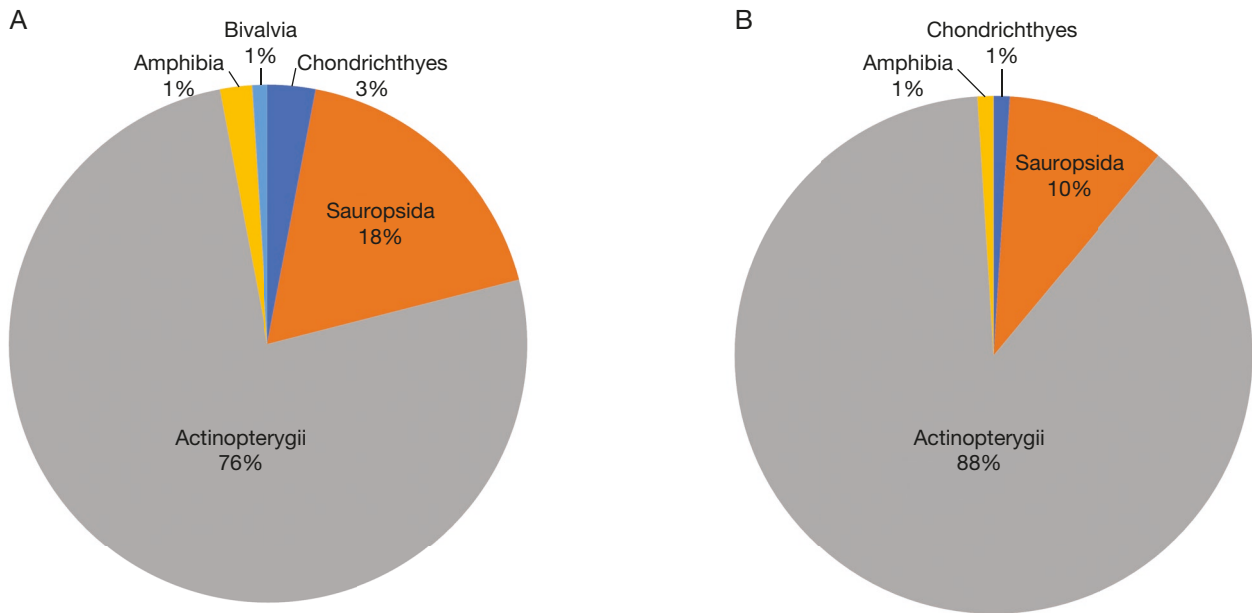 A
Bivalvia
1%
Amphibia
1%
Chondrichthyes
3%
Sauropsida
18%
Actinopterygii
76%
B
Chondrichthyes
1%
Amphibia
1%
Sauropsida
10%
Actinopterygii
88%